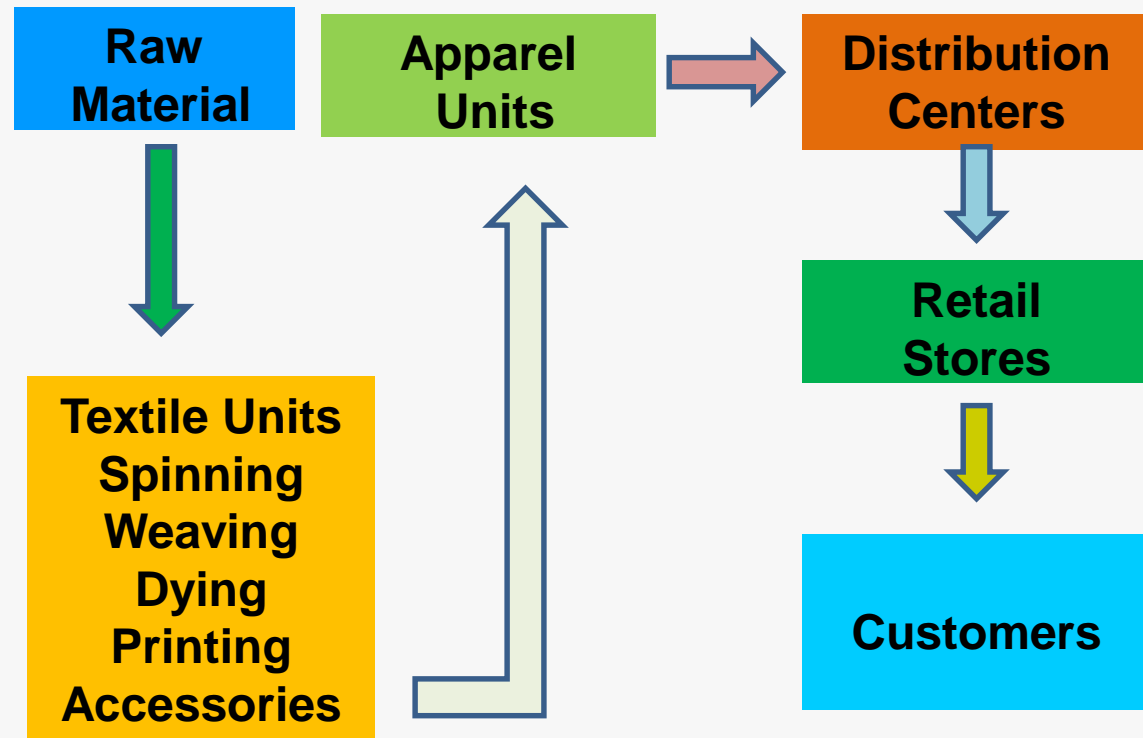 Raw
Material
Textile Units
Spinning
Weaving
Dying
Printing
Accessories
Apparel
Units
Distribution
Centers
Retail
Stores
Customers